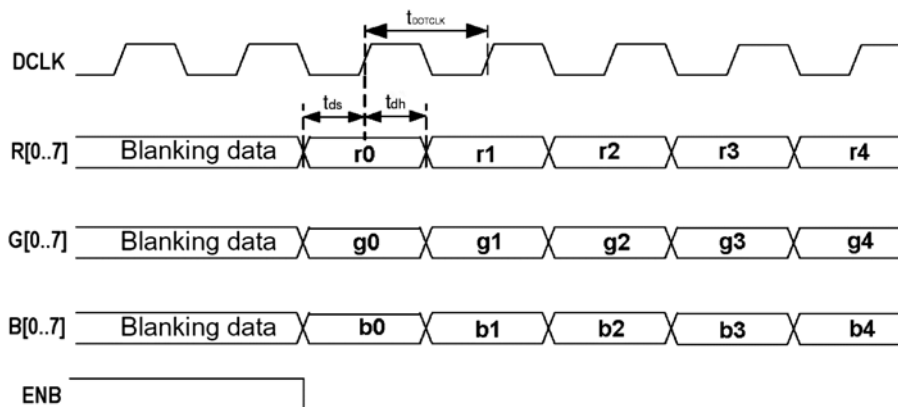 tDOTCLK
DCLK
tds tdh
R[0..7] Blanking data r0 r1 r2 r3 r4
G[0..7] Blanking data g0 g1 g2 g3 g4
B[0..7] Blanking data b0 b1 b2 b3 b4
ENB